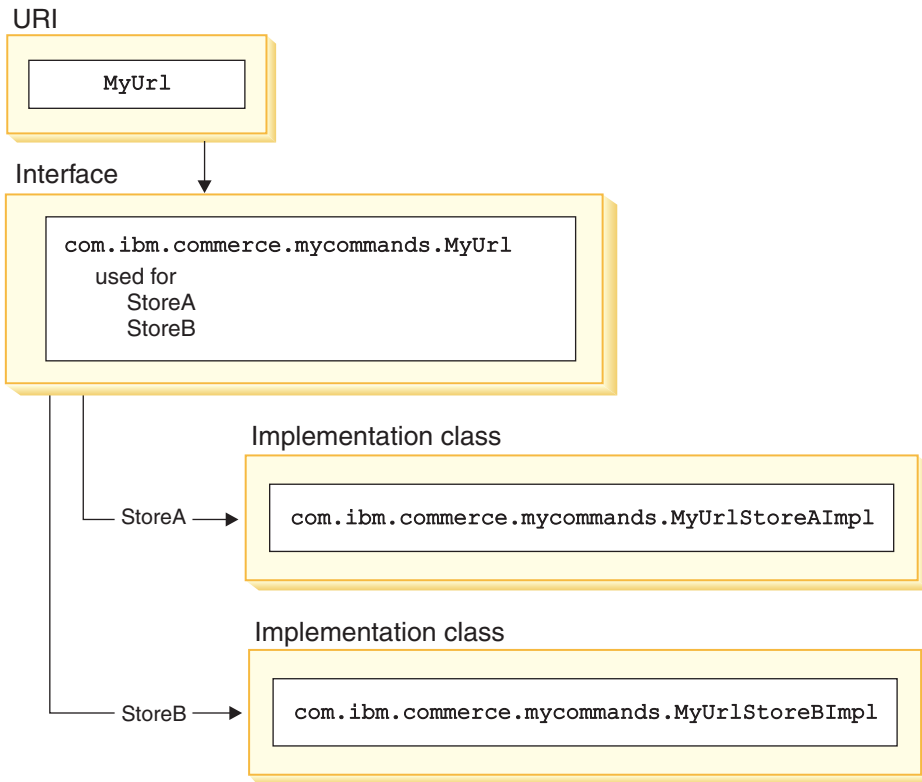 URI
MyUrl
Interface
com.ibm.commerce.mycommands.MyUrl
used for
StoreA
StoreB
Implementation class
StoreA
com.ibm.commerce.mycommands.MyUrlStoreAImpl
Implementation class
StoreB
com.ibm.commerce.mycommands.MyUrlStoreBImpl